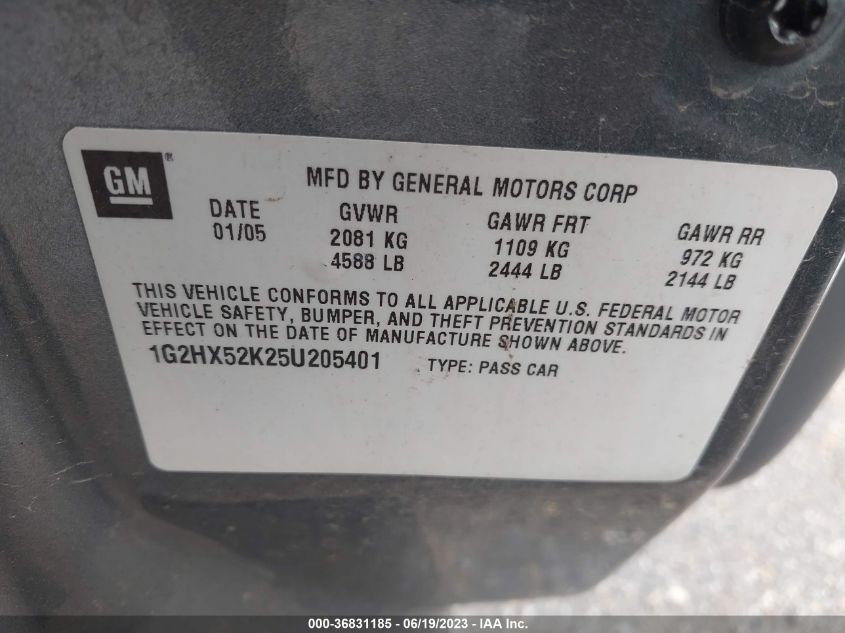 GM ®
MFD BY GENERAL MOTORS CORP
DATE GVWR GAWR FRT GAWR RR
01/05 2081 KG 1109 KG 972 KG
4588 LB 2444 LB 2144 LB
THIS VEHICLE CONFORMS TO ALL APPLICABLE U.S. FEDERAL MOTOR
VEHICLE SAFETY, BUMPER, AND THEFT PREVENTION STANDARDS IN
EFFECT ON THE DATE OF MANUFACTURE SHOWN ABOVE.
1G2HX52K25U205401 TYPE: PASS CAR
000-36831185 - 06/19/2023 - IAA Inc.